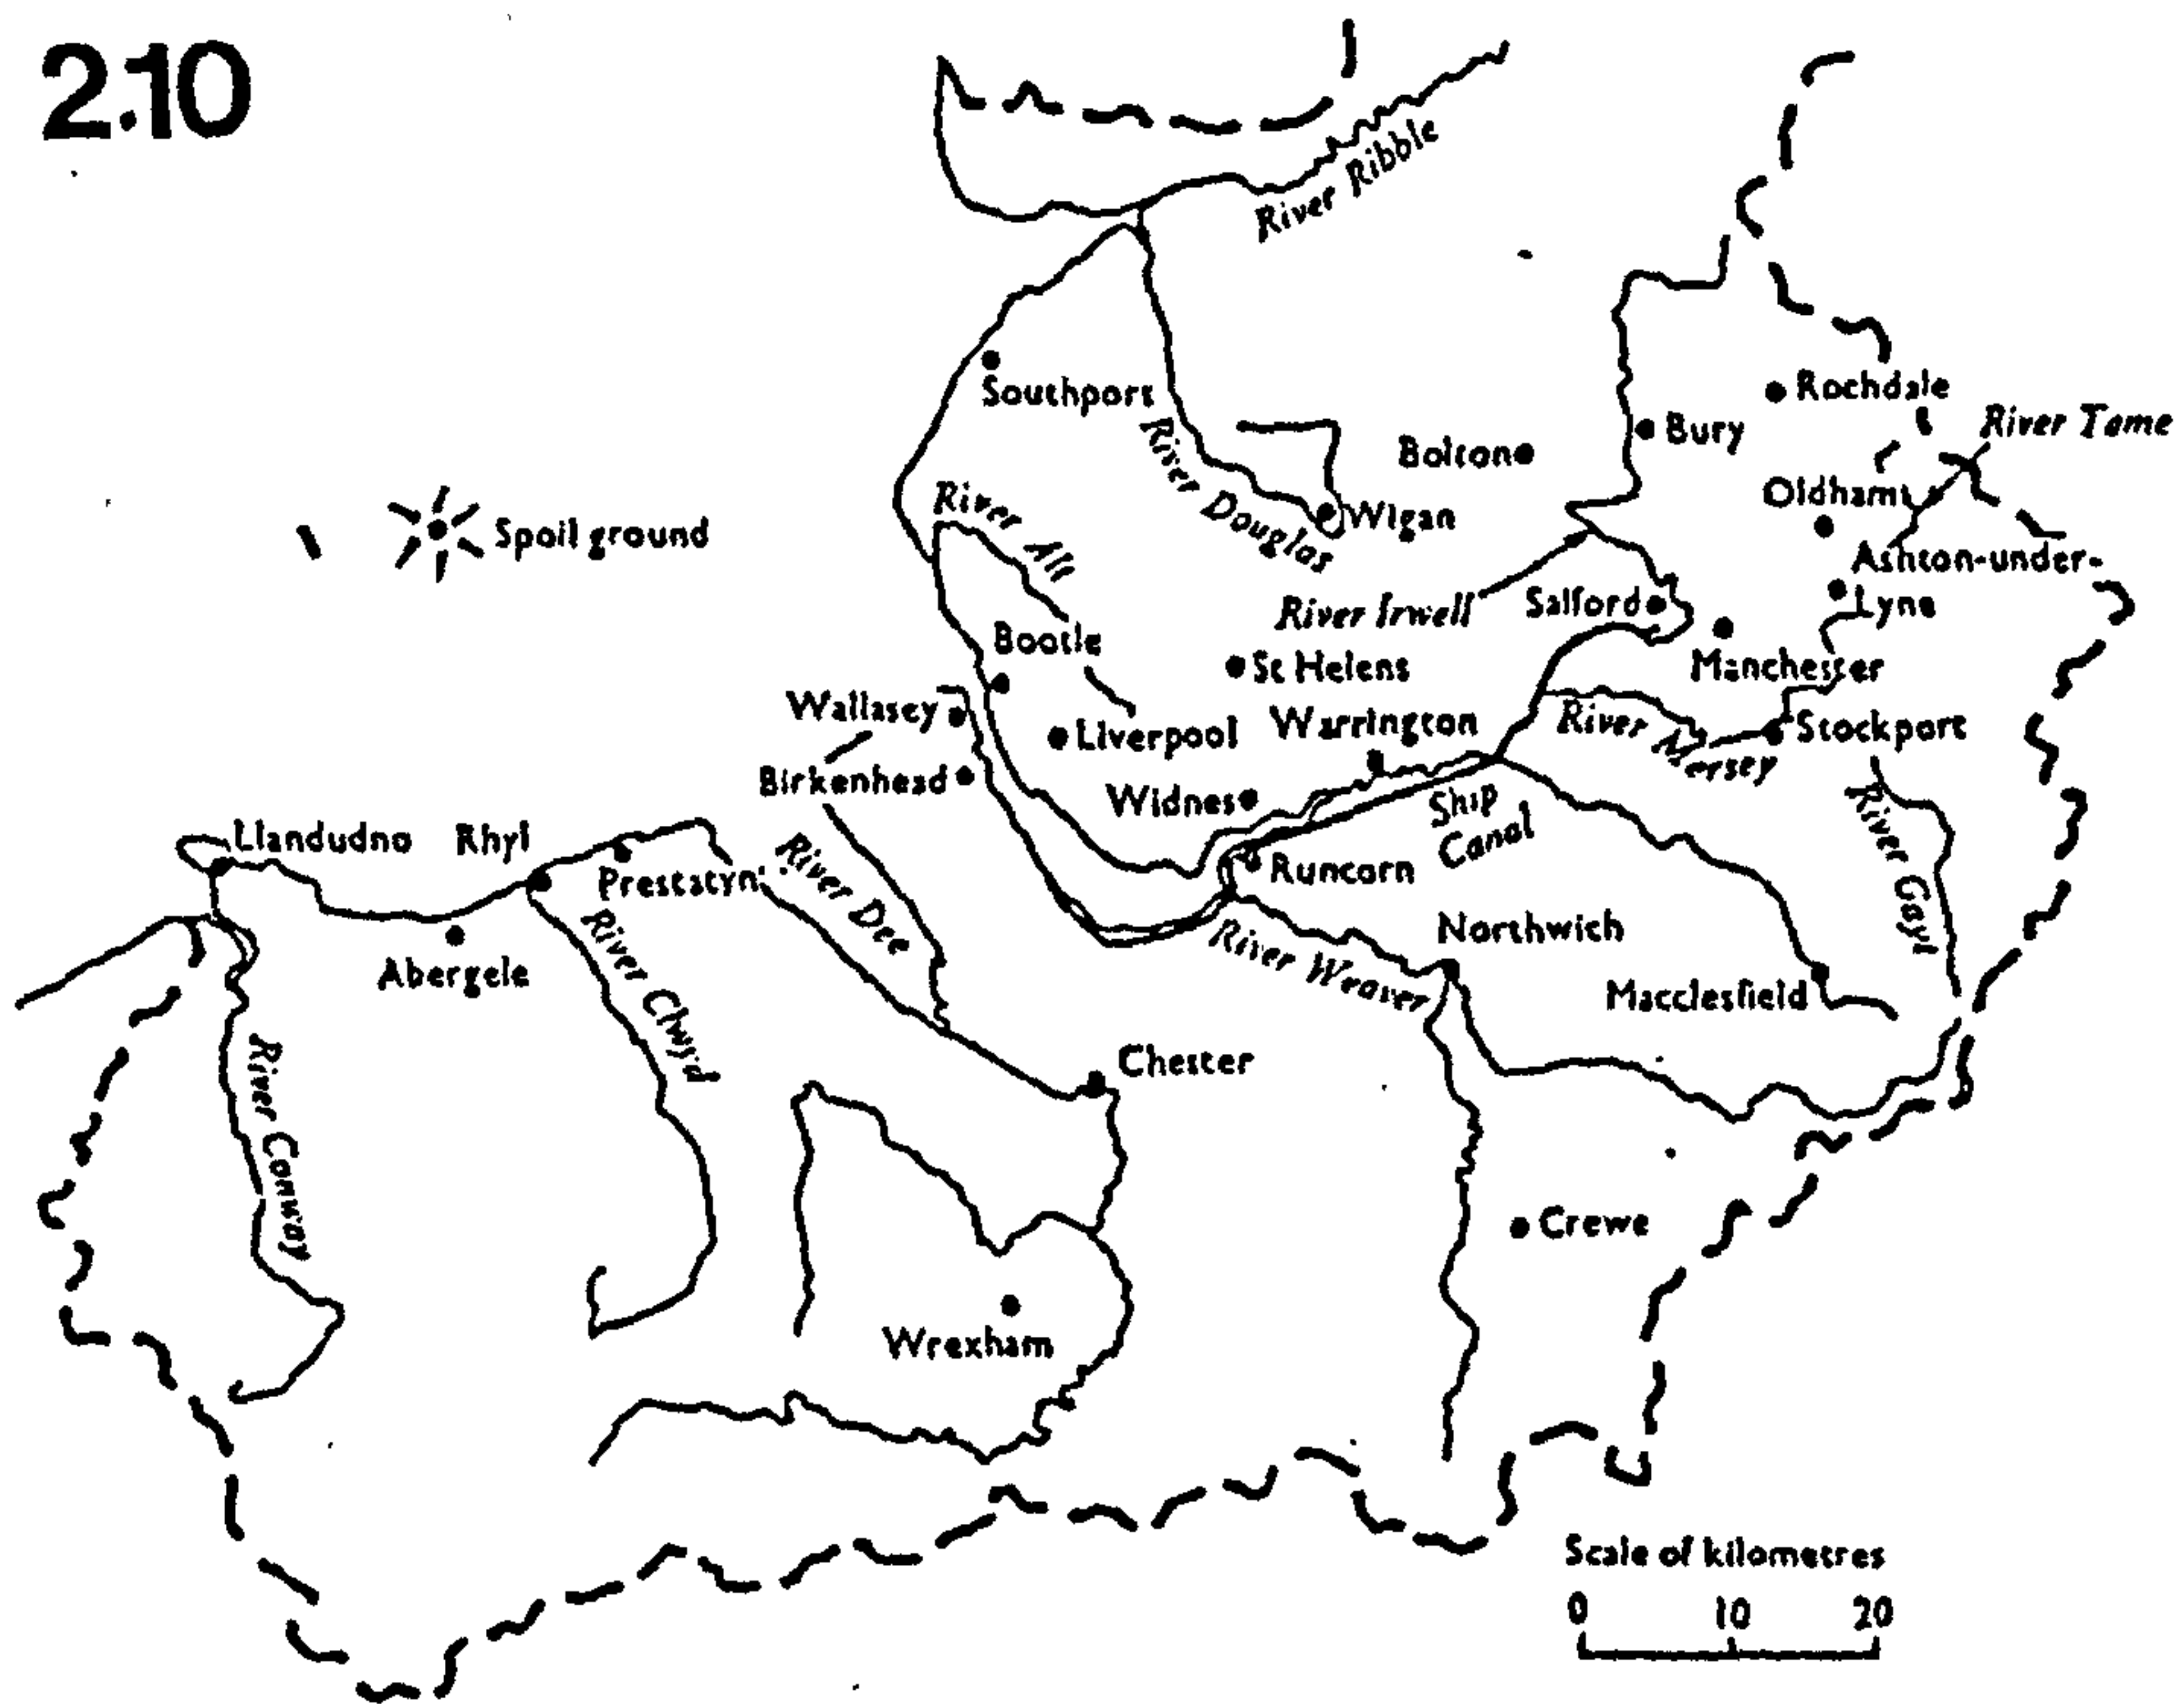 2.10
River Ribble
Southport
Rochdale
River Tame
Bury
Bolton
River Douglas
Oldham
River Alt
Wigan
Spoil ground
Ashton-under-
Lyne
River Irwell
Salford
Bootle
St Helens
Manchester
Wallasey
Liverpool
Warrington
River Mersey
Stockport
Birkenhead
Widnes
Ship
Canal
River Goyt
Llandudno
Rhyl
Prestatyn
River Dee
Runcorn
Abergele
River Clwyd
River Weaver
Northwich
Macclesfield
River Conway
Chester
Crewe
Wrexham
Scale of kilometres
0 10 20